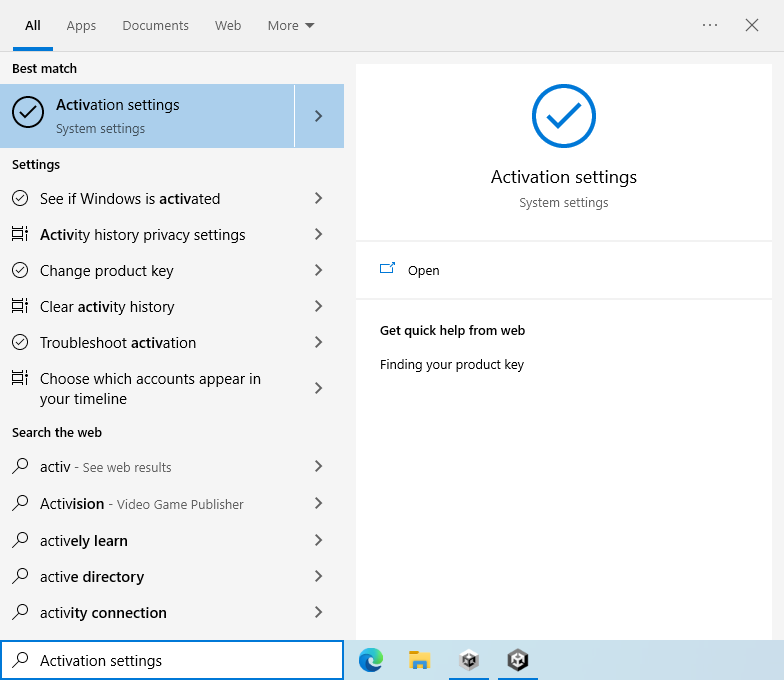 All Apps Documents Web More
Best match
Activation settings
System settings
Settings
See if Windows is activated
Activity history privacy settings
Change product key
Clear activity history
Troubleshoot activation
Choose which accounts appear in
your timeline
Search the web
activ - See web results
Activision - Video Game Publisher
actively learn
active directory
activity connection
Activation settings
Activation settings
System settings
Open
Get quick help from web
Finding your product key